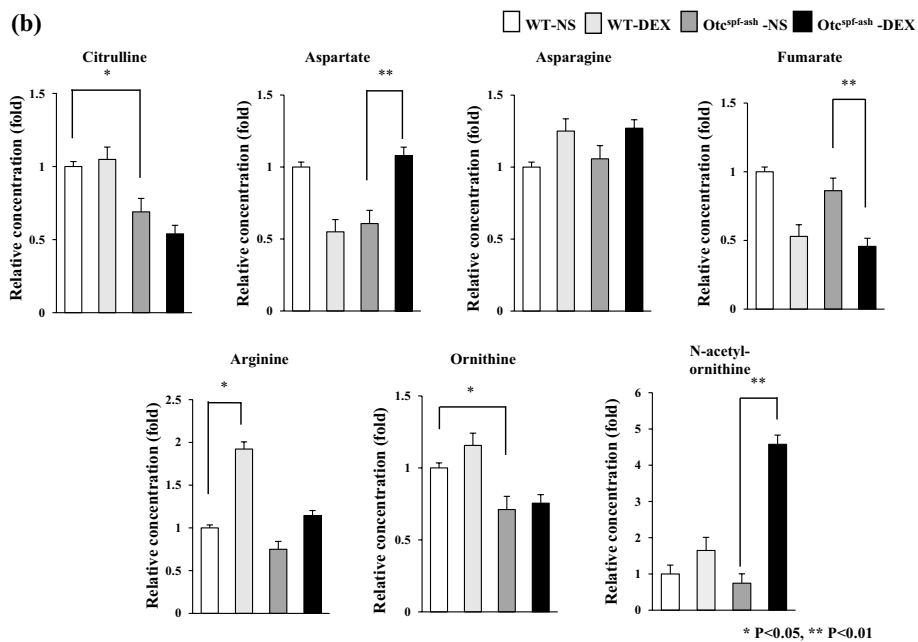 (b)
WT-NS WT-DEX Otcspf-ash -NS Otcspf-ash -DEX
Citrulline
*
Relative concentration (fold)
1.5
1
0.5
0
Aspartate
**
Relative concentration (fold)
1.5
1
0.5
0
Asparagine
Relative concentration (fold)
1.5
1
0.5
0
Fumarate
**
Relative concentration (fold)
1.5
1
0.5
0
Arginine
*
Relative concentration (fold)
2.5
2
1.5
1
0.5
0
Ornithine
*
Relative concentration (fold)
1.5
1
0.5
0
N-acetyl-
ornithine
**
Relative concentration (fold)
6
5
4
3
2
1
0
* P<0.05, ** P<0.01